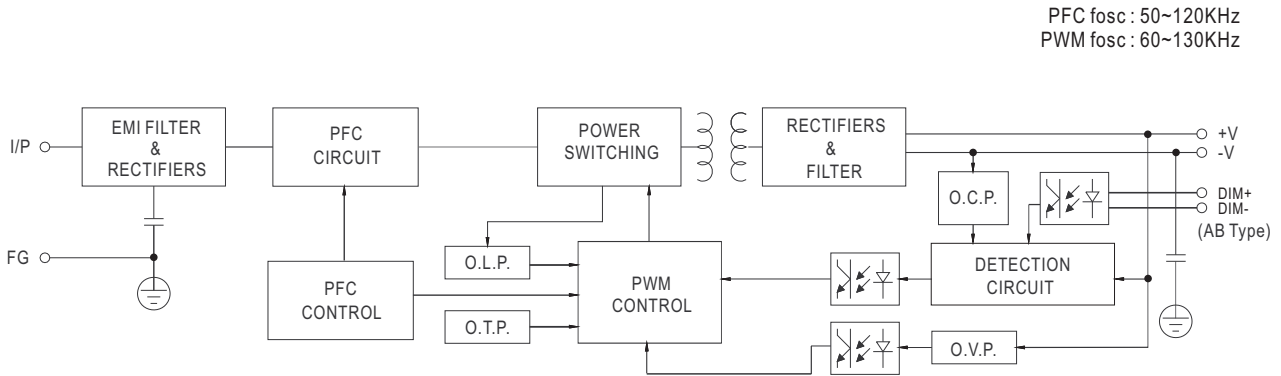 PFC fosc : 50~120KHz
PWM fosc : 60~130KHz
I/P
EMI FILTER
&
RECTIFIERS
PFC
CIRCUIT
POWER
SWITCHING
RECTIFIERS
&
FILTER
+V
-V
O.C.P.
DIM+
DIM-
(AB Type)
FG
O.L.P.
PFC
CONTROL
PWM
CONTROL
DETECTION
CIRCUIT
O.T.P.
O.V.P.